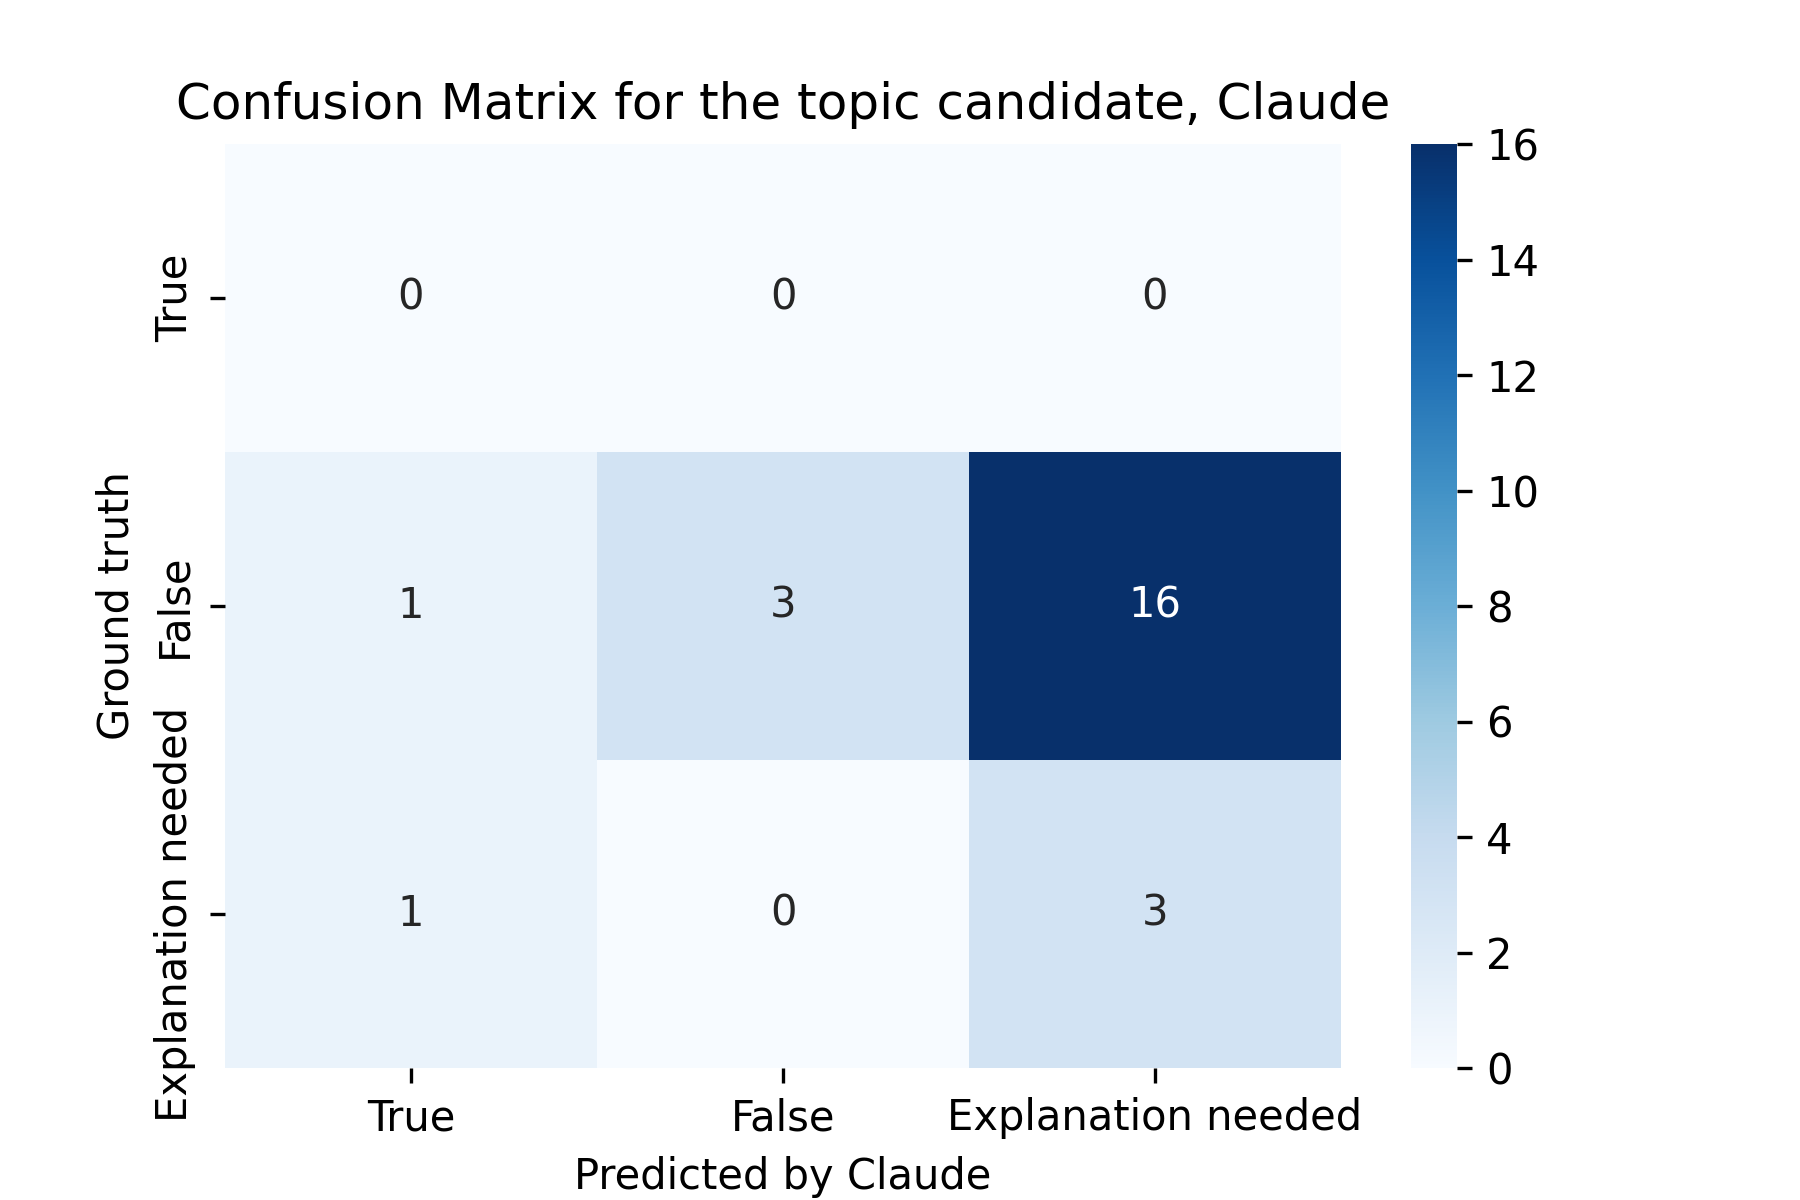 Confusion Matrix for the topic candidate, Claude
16
14
12
10
8
6
4
2
0
Ground truth
True
False
Explanation needed
0 0 0
1 3 16
1 0 3
True False Explanation needed
Predicted by Claude